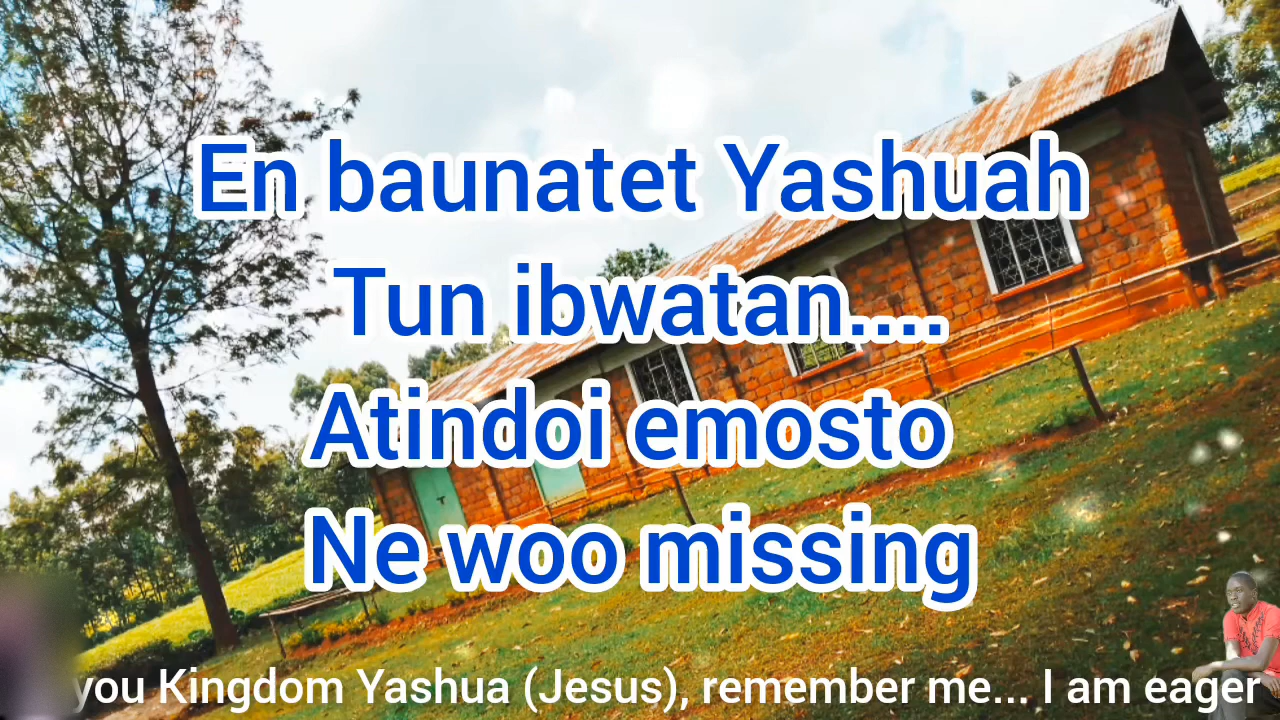 En baunatet Yashuah
Tun ibwatan....
Atindoi emosto
Ne woo missing
you Kingdom Yashua (Jesus), remember me... I am eager